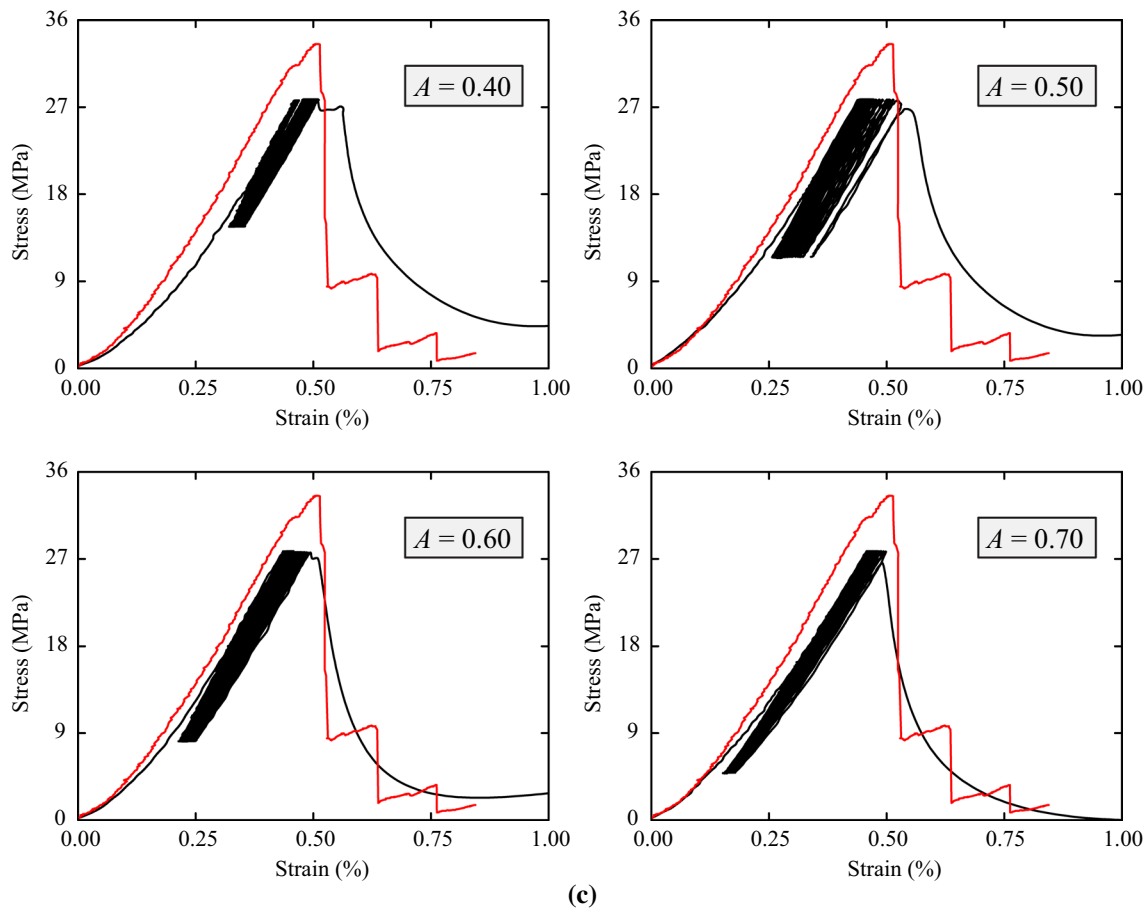 36
27
18
9
0
Stress (MPa)
A = 0.40
0.00 0.25 0.50 0.75 1.00
Strain (%)
36
27
18
9
0
Stress (MPa)
A = 0.50
0.00 0.25 0.50 0.75 1.00
Strain (%)
36
27
18
9
0
Stress (MPa)
A = 0.60
0.00 0.25 0.50 0.75 1.00
Strain (%)
36
27
18
9
0
Stress (MPa)
A = 0.70
0.00 0.25 0.50 0.75 1.00
Strain (%)
(c)